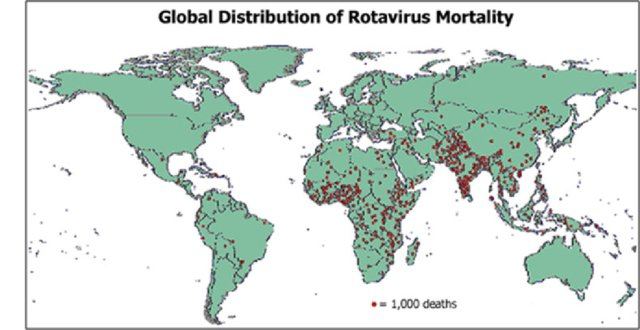 Global Distribution of Rotavirus Mortality
= 1,000 deaths